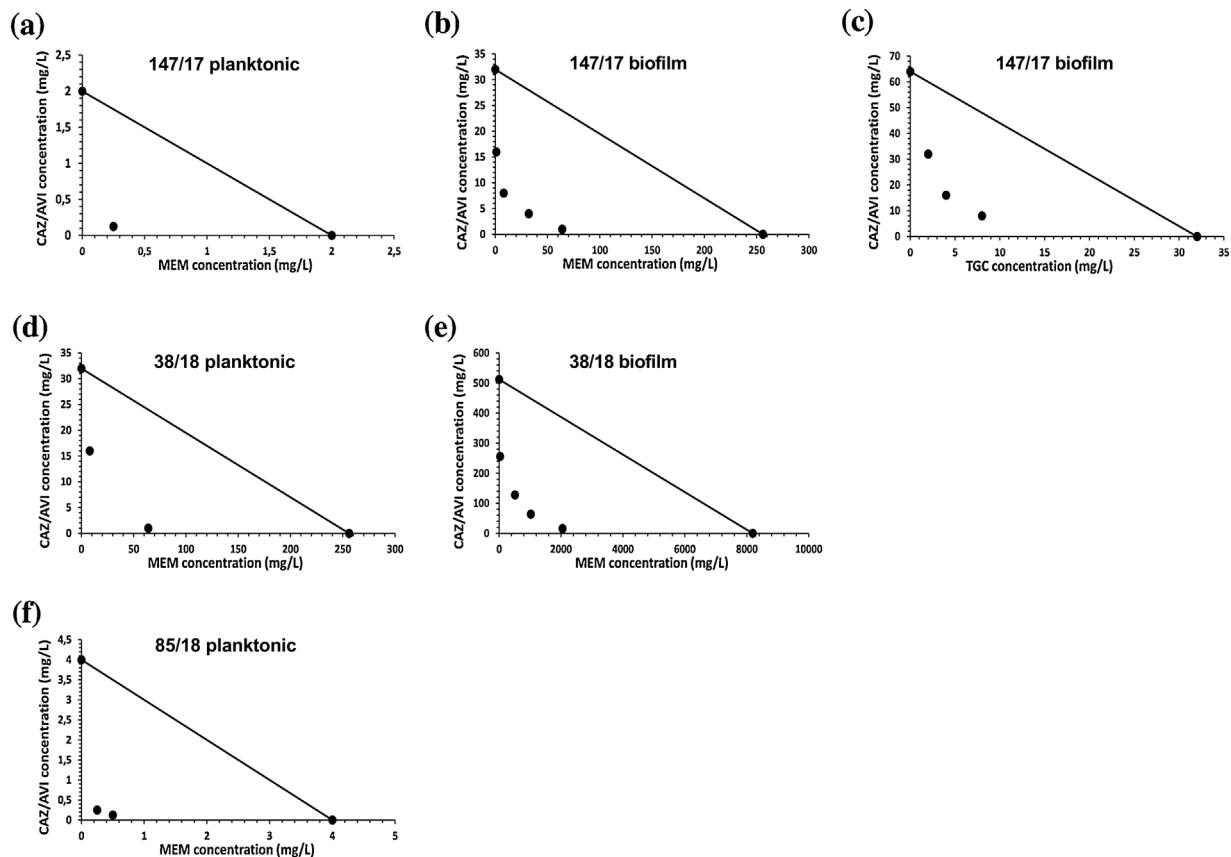 (a)
147/17 planktonic
CAZ/AVI concentration (mg/L)
2,5
2
1,5
1
0,5
0
0 0,5 1 1,5 2 2,5
MEM concentration (mg/L)
(b)
147/17 biofilm
CAZ/AVI concentration (mg/L)
35
30
25
20
15
10
5
0
0 50 100 150 200 250 300
MEM concentration (mg/L)
(c)
147/17 biofilm
CAZ/AVI concentration (mg/L)
70
60
50
40
30
20
10
0
0 5 10 15 20 25 30 35
TGC concentration (mg/L)
(d)
38/18 planktonic
CAZ/AVI concentration (mg/L)
35
30
25
20
15
10
5
0
0 50 100 150 200 250 300
MEM concentration (mg/L)
(e)
38/18 biofilm
CAZ/AVI concentration (mg/L)
600
500
400
300
200
100
0
0 2000 4000 6000 8000 10000
MEM concentration (mg/L)
(f)
85/18 planktonic
CAZ/AVI concentration (mg/L)
4,5
4
3,5
3
2,5
2
1,5
1
0,5
0
0 1 2 3 4 5
MEM concentration (mg/L)